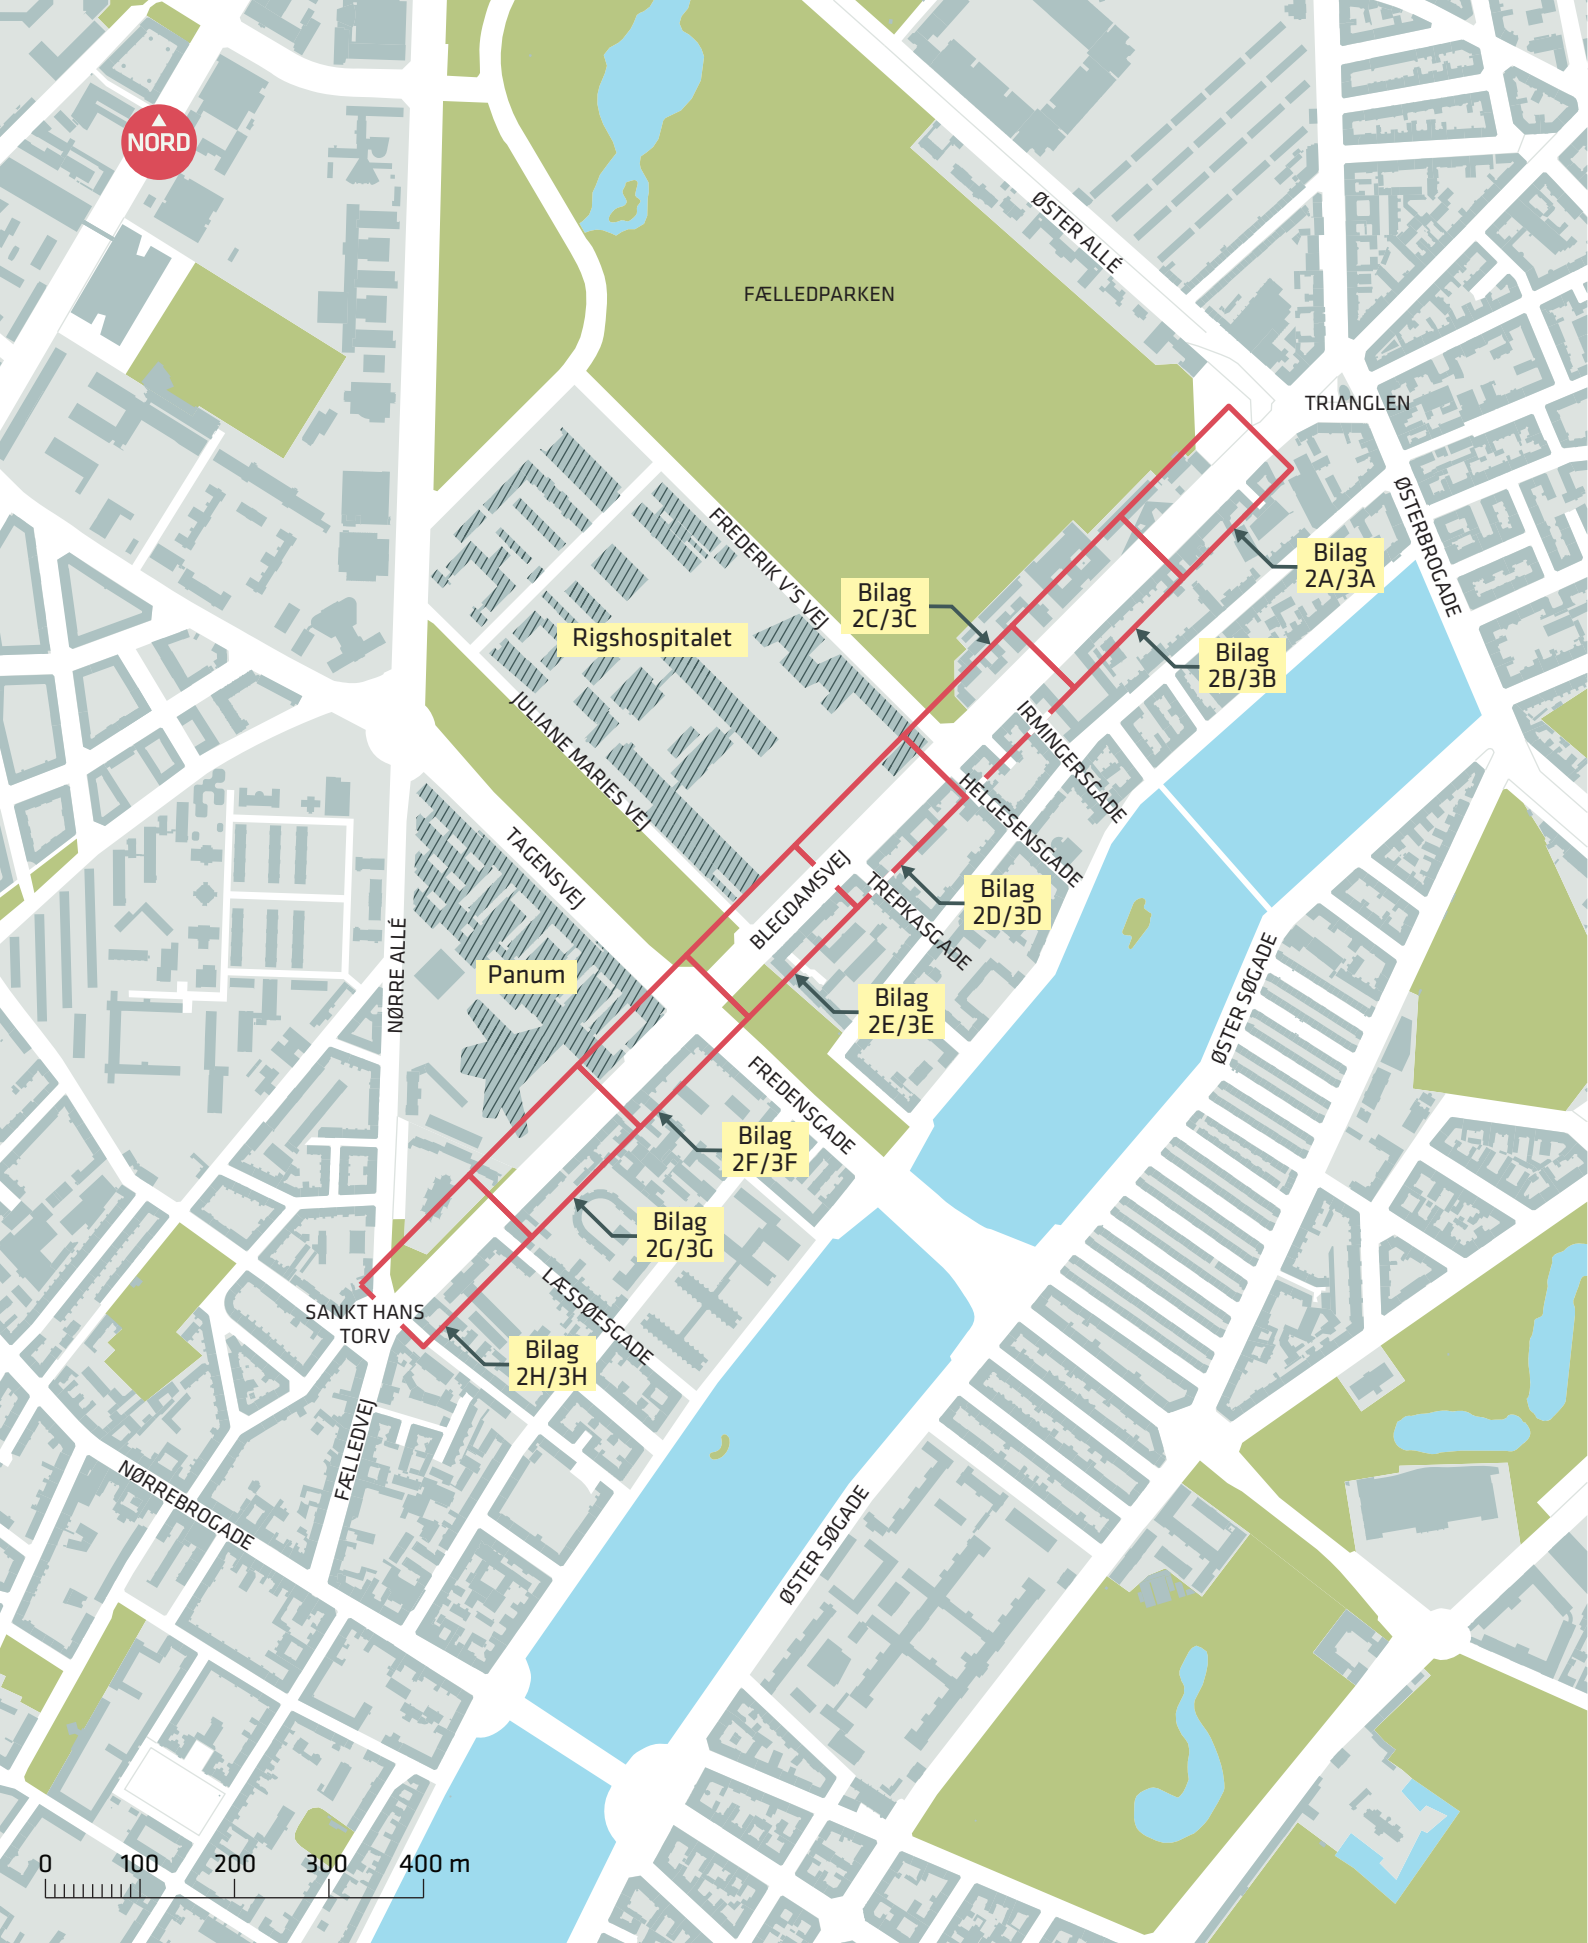 NORD
ØSTER ALLÉ
FÆLLEDPARKEN
TRIANGLEN
ØSTERBROGADE
FREDERIK V'S VEJ
Bilag
2A/3A
Bilag
2C/3C
Rigshospitalet
Bilag
2B/3B
JULIANE MARIES VEJ
IRMINGERSGADE
HELGESENSGADE
TAGENSVEJ
BLEGDAMSVEJ
TREPKASGADE
Bilag
2D/3D
NØRRE ALLÉ
Panum
ØSTER SØGADE
Bilag
2E/3E
FREDENSGADE
Bilag
2F/3F
Bilag
2G/3G
LÆSSØESGADE
SANKT HANS
TORV
Bilag
2H/3H
FÆLLEDVEJ
NØRREBROGADE
ØSTER SØGADE
0 100 200 300 400 m